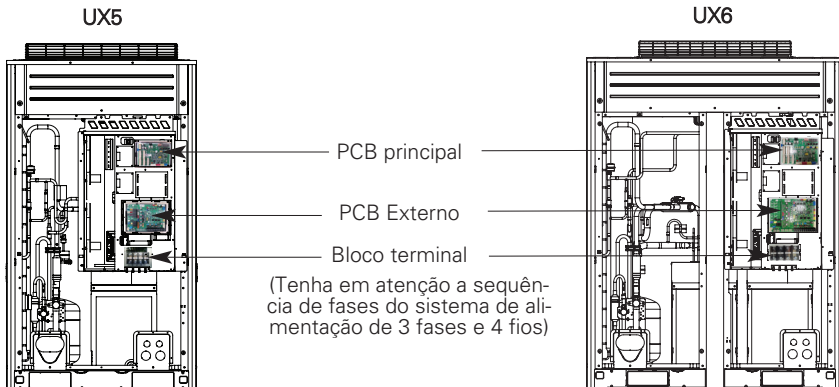 UX5
UX6
PCB principal
PCB Externo
Bloco terminal
(Tenha em atenção a sequên-
cia de fases do sistema de ali-
mentação de 3 fases e 4 fios)